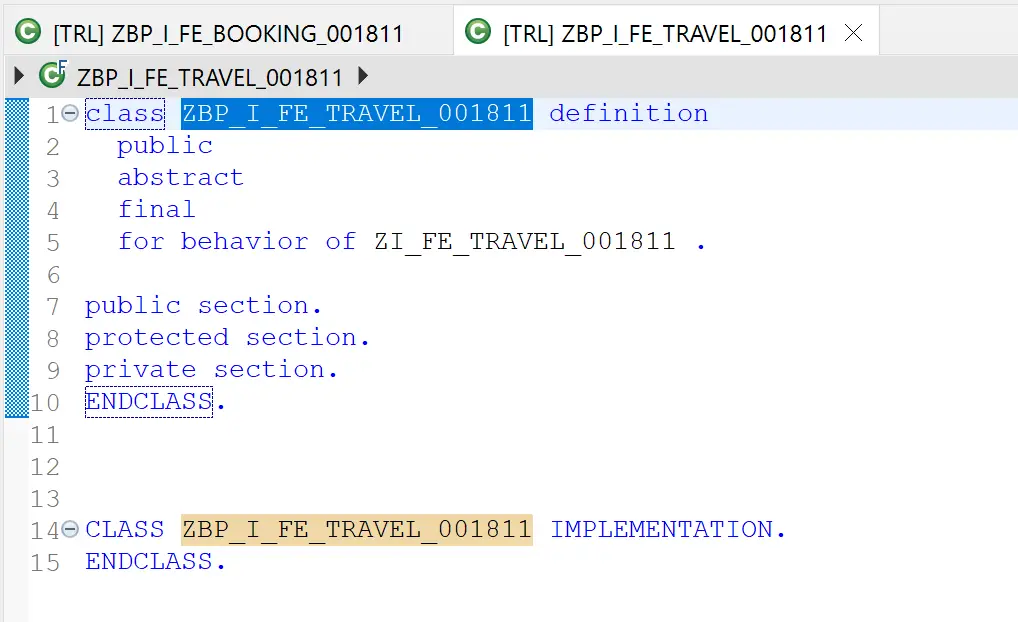 [TRL] ZBP_I_FE_BOOKING_001811 [TRL] ZBP_I_FE_TRAVEL_001811
ZBP_I_FE_TRAVEL_001811
1 class ZBP_I_FE_TRAVEL_001811 definition
2 public
3 abstract
4 final
5 for behavior of ZI_FE_TRAVEL_001811 .
6
7 public section.
8 protected section.
9 private section.
10 ENDCLASS.
11
12
13
14 CLASS ZBP_I_FE_TRAVEL_001811 IMPLEMENTATION.
15 ENDCLASS.